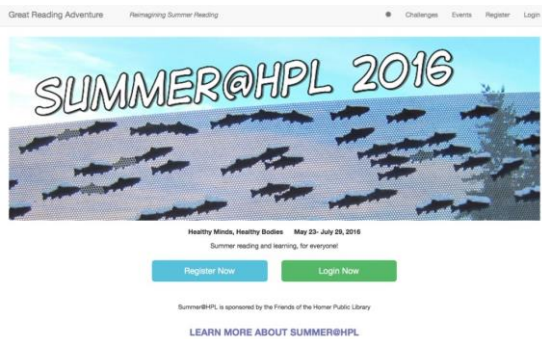 Great Reading Adventure Reimagining Summer Reading Challenges Events Register Login
SUMMER@HPL 2016
Healthy Minds, Healthy Bodies May 23- July 29, 2016
Summer reading and learning, for everyone!
Register Now Login Now
Summer@HPL is sponsored by the Friends of the Homer Public Library
LEARN MORE ABOUT SUMMER@HPL